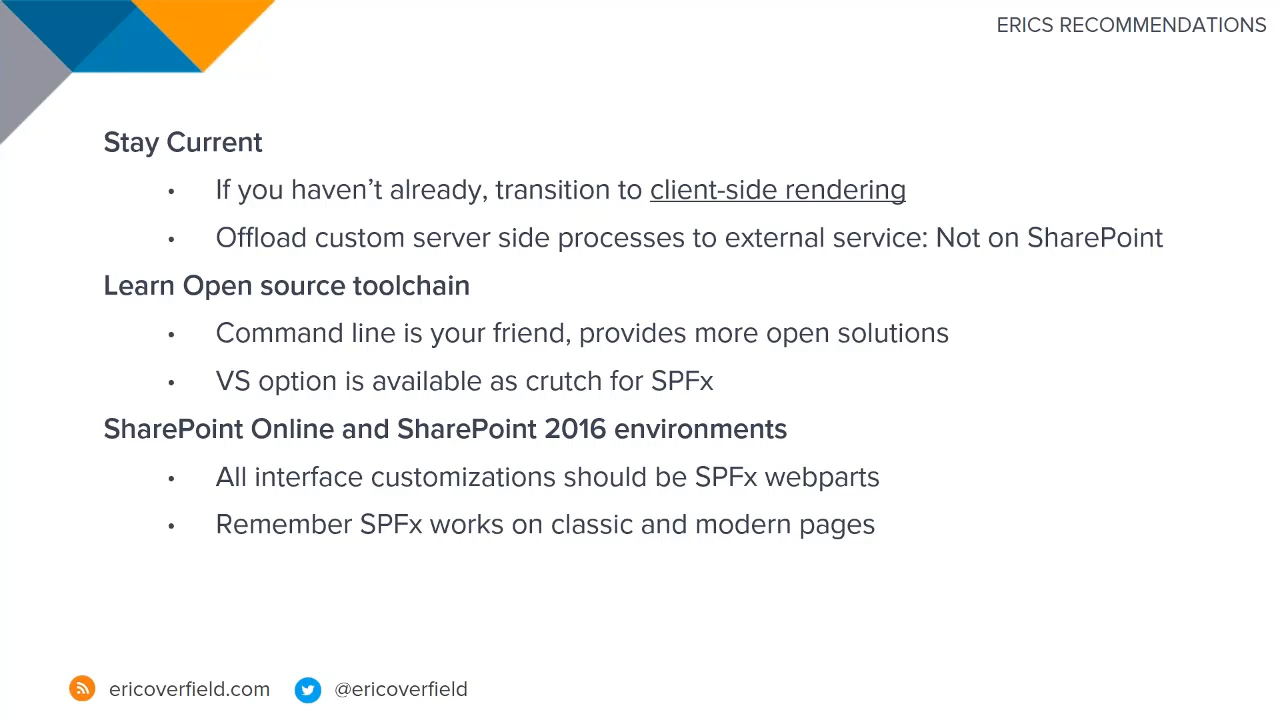 ERICS RECOMMENDATIONS
Stay Current
• If you haven’t already, transition to client-side rendering
• Offload custom server side processes to external service: Not on SharePoint
Learn Open source toolchain
• Command line is your friend, provides more open solutions
• VS option is available as crutch for SPFx
SharePoint Online and SharePoint 2016 environments
• All interface customizations should be SPFx webparts
• Remember SPFx works on classic and modern pages
ericoverfield.com @ericoverfield